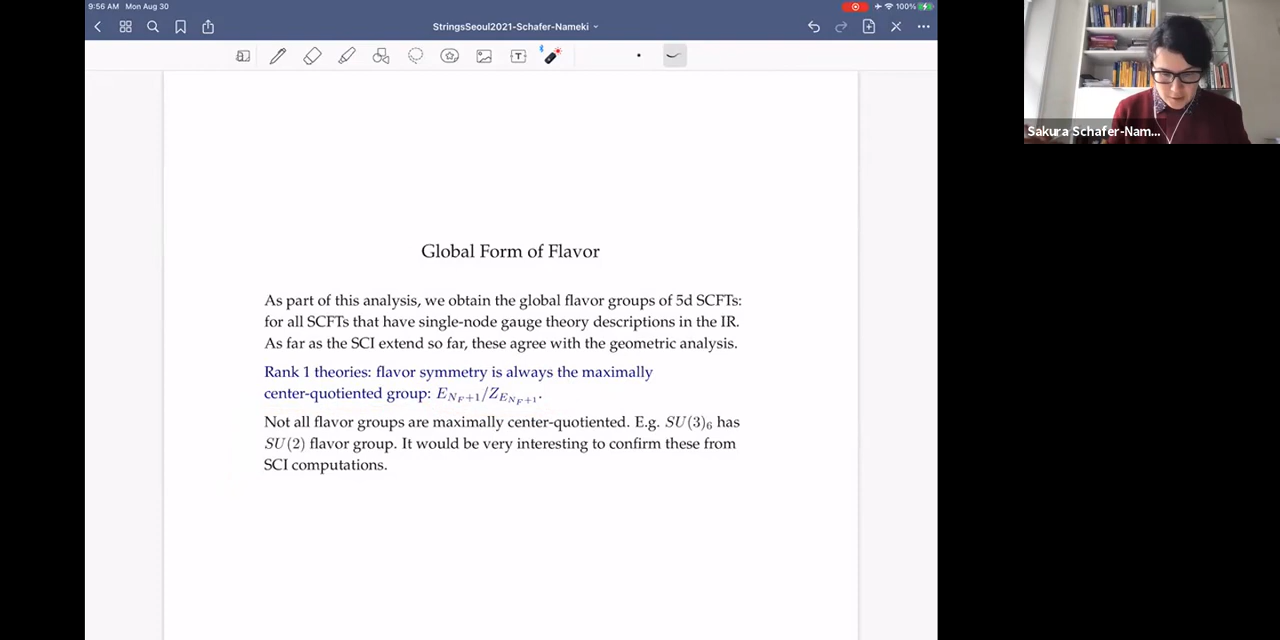 9:56 AM Mon Aug 30
100%
StringsSeoul2021-Schafer-Nameki
T
Sakura Schafer-Nam...
Global Form of Flavor
As part of this analysis, we obtain the global flavor groups of 5d SCFTs:
for all SCFTs that have single-node gauge theory descriptions in the IR.
As far as the SCI extend so far, these agree with the geometric analysis.
Rank 1 theories: flavor symmetry is always the maximally
center-quotiented group: $E_{N_F+1}/Z_{E_{N_F+1}}$.
Not all flavor groups are maximally center-quotiented. E.g. $SU(3)_6$ has
$SU(2)$ flavor group. It would be very interesting to confirm these from
SCI computations.